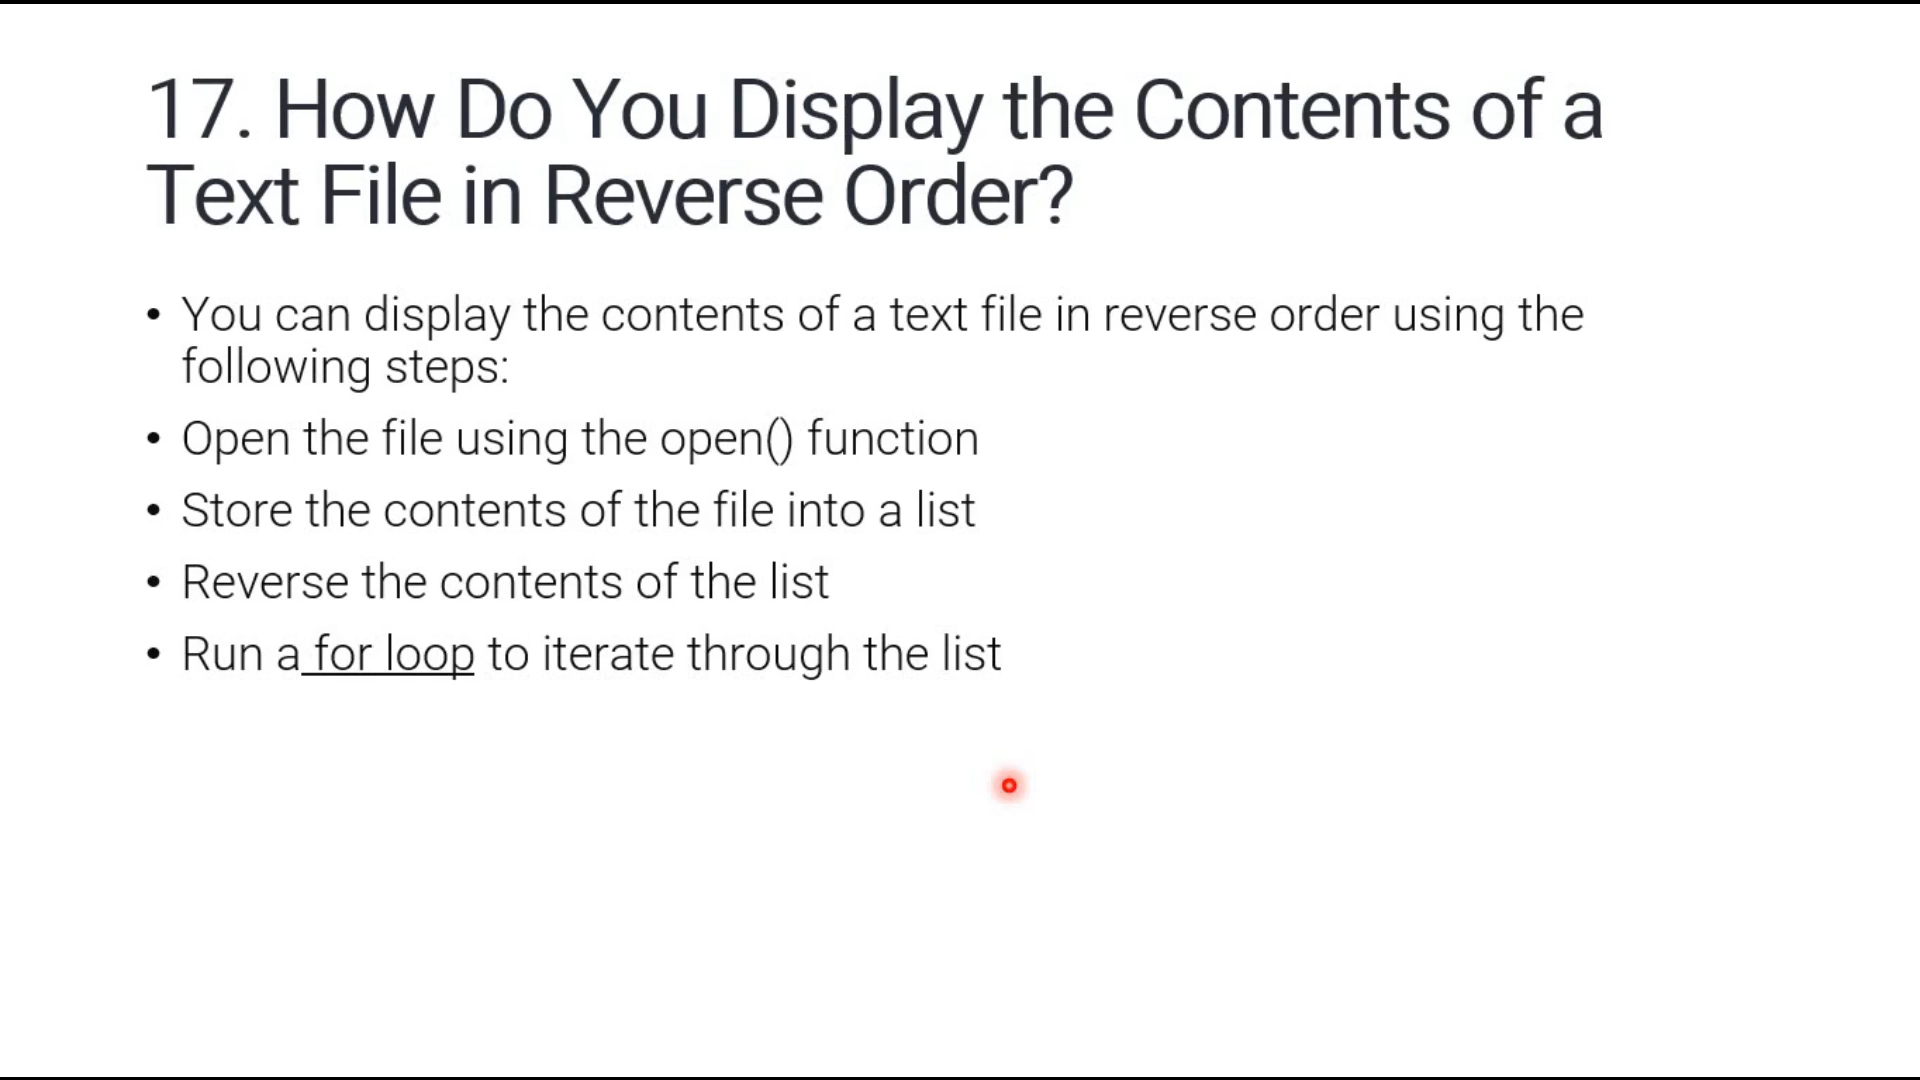 17. How Do You Display the Contents of a
Text File in Reverse Order?
• You can display the contents of a text file in reverse order using the
following steps:
• Open the file using the open() function
• Store the contents of the file into a list
• Reverse the contents of the list
• Run a for loop to iterate through the list